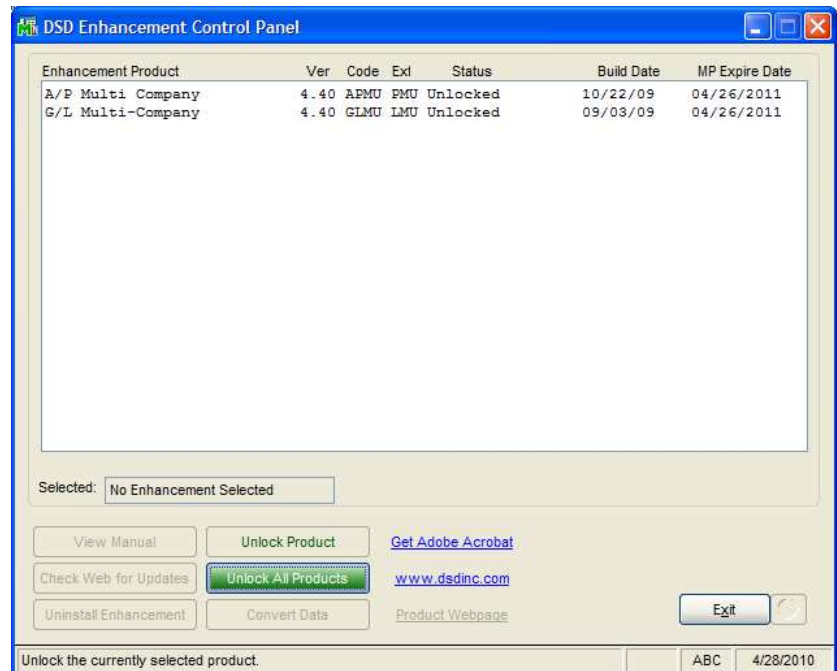 DSD Enhancement Control Panel
Enhancement Product Ver Code Ext Status Build Date MP Expire Date
A/P Multi Company 4.40 APMU PMU Unlocked 10/22/09 04/26/2011
G/L Multi-Company 4.40 GLMU LMU Unlocked 09/03/09 04/26/2011
Selected: No Enhancement Selected
View Manual Unlock Product Get Adobe Acrobat
Check Web for Updates Unlock All Products www.dsdinc.com
Uninstall Enhancement Convert Data Product Webpage Exit
Unlock the currently selected product. ABC 4/28/2010